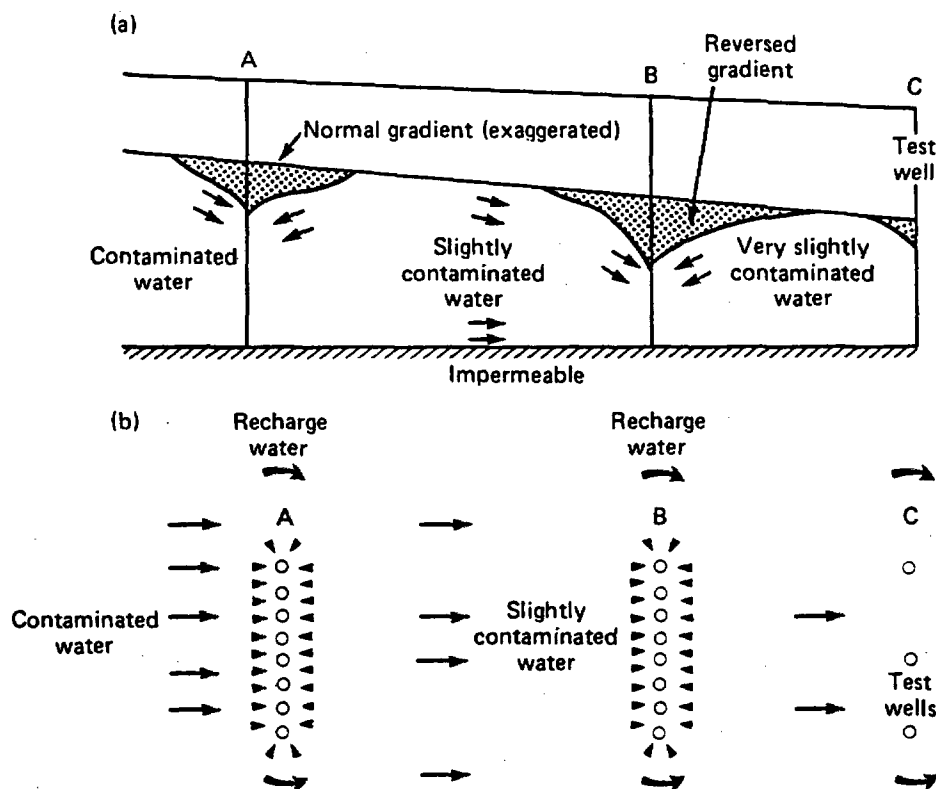 (a)
A
B
Reversed
gradient
C
Normal gradient (exaggerated)
Test
well
Contaminated
water
Slightly
contaminated
water
Very slightly
contaminated
water
Impermeable
(b)
Recharge
water
Recharge
water
A
B
C
Contaminated
water
Slightly
contaminated
water
Test
wells